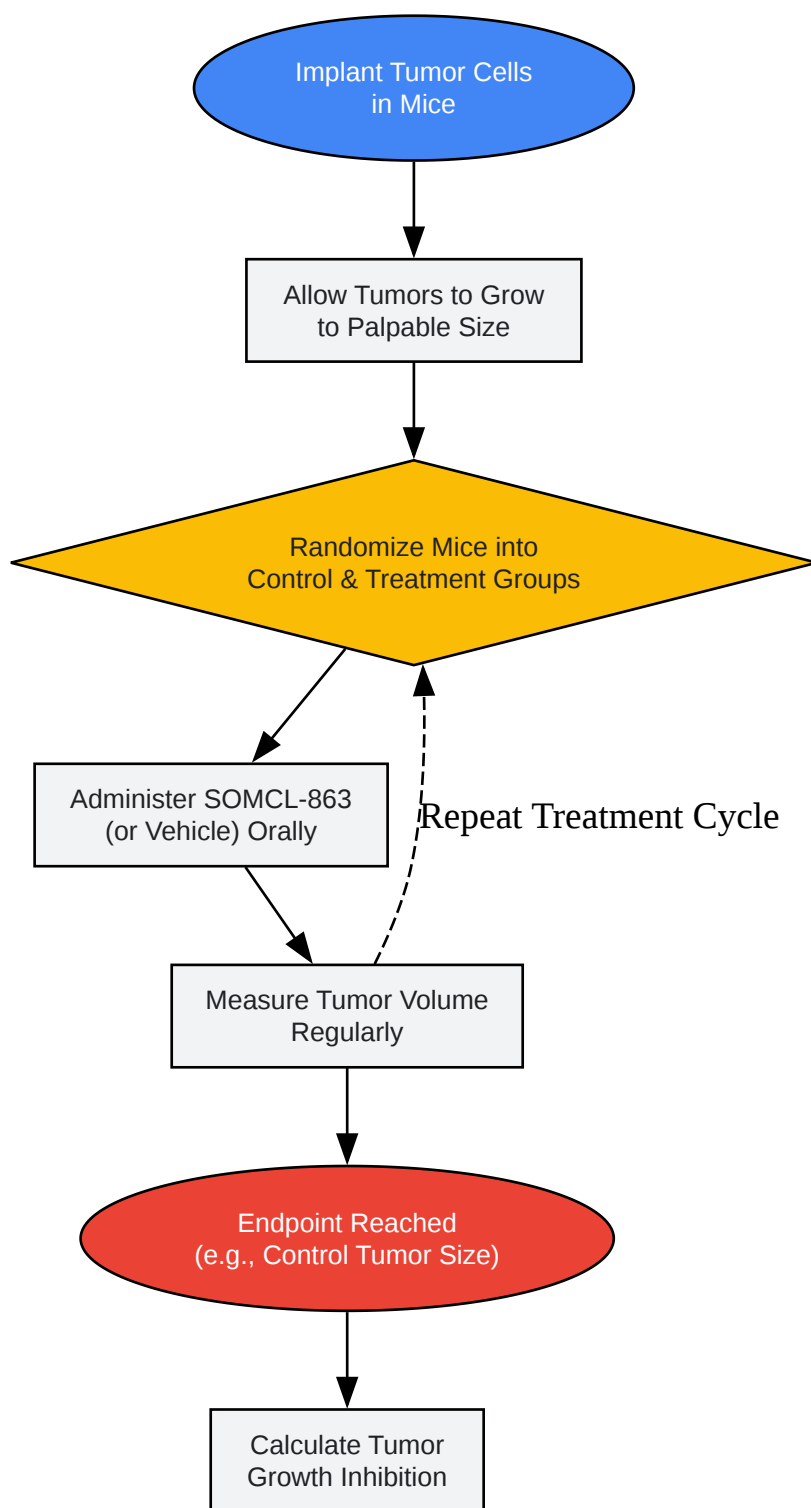 Implant Tumor Cells
in Mice
Allow Tumors to Grow
to Palpable Size
Randomize Mice into
Control & Treatment Groups
Administer SOMCL-863
(or Vehicle) Orally
Repeat Treatment Cycle
Measure Tumor Volume
Regularly
Endpoint Reached
(e.g., Control Tumor Size)
Calculate Tumor
Growth Inhibition